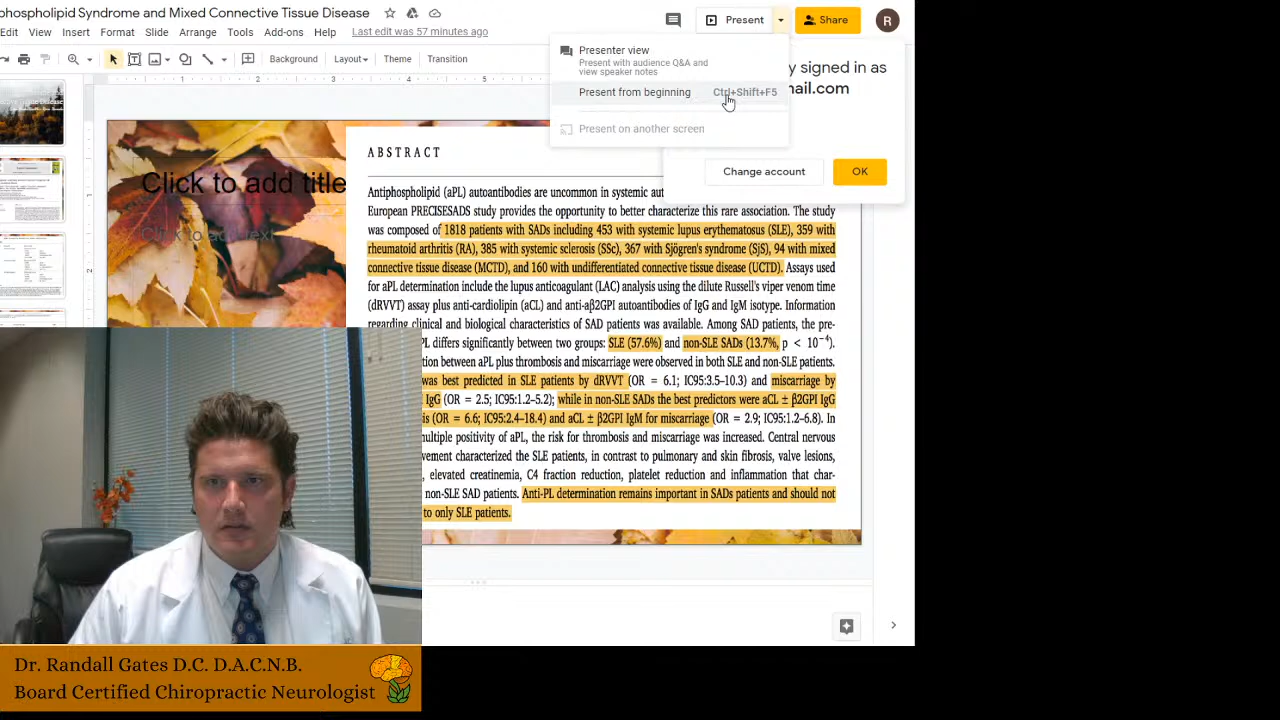 phospholipid Syndrome and Mixed Connective Tissue Disease
Present
Share
R
Edit View Insert Format Slide Arrange Tools Add-ons Help Last edit was 57 minutes ago
Background Layout Theme Transition
Presenter view
Present with audience Q&A and
view speaker notes
Present from beginning Ctrl+Shift+F5
Present on another screen
y signed in as
mail.com
Change account OK
1 2 3 4 5
1
2
ABSTRACT
Click to add title
Antiphospholipid (aPL) autoantibodies are uncommon in systemic aut
European PRECISESADS study provides the opportunity to better characterize this rare association. The study
was composed of patients with SADs including 453 with systemic lupus erythematosus (SLE), 359 with
rheumatoid arthritis 385 with systemic sclerosis (SSc), 367 with Sjögren's syndrome (SjS), 94 with mixed
connective tissue disease (MCTD), and 160 with undifferentiated connective tissue disease (UCTD). Assays used
for aPL determination include the lupus anticoagulant (LAC) analysis using the dilute Russell's viper venom time
(dRVVT) assay plus anti-cardiolipin (aCL) and anti-aβ2GPI autoantibodies of IgG and IgM isotype. Information
regarding clinical and biological characteristics of SAD patients was available. Among SAD patients, the pre-
PL differs significantly between two groups: SLE (57.6%) and non-SLE SADs (13.7%, p < 10⁻⁴).
tion between aPL plus thrombosis and miscarriage were observed in both SLE and non-SLE patients.
was best predicted in SLE patients by dRVVT (OR = 6.1; IC95:3.5–10.3) and miscarriage by
IgG (OR = 2.5; IC95:1.2–5.2); while in non-SLE SADs the best predictors were aCL ± β2GPI IgG
is (OR = 6.6; IC95:2.4–18.4) and aCL ± β2GPI IgM for miscarriage (OR = 2.9; IC95:1.2–6.8). In
multiple positivity of aPL, the risk for thrombosis and miscarriage was increased. Central nervous
vement characterized the SLE patients, in contrast to pulmonary and skin fibrosis, valve lesions,
, elevated creatinemia, C4 fraction reduction, platelet reduction and inflammation that char-
non-SLE SAD patients. Anti-PL determination remains important in SADs patients and should not
to only SLE patients.
Dr. Randall Gates D.C. D.A.C.N.B.
Board Certified Chiropractic Neurologist